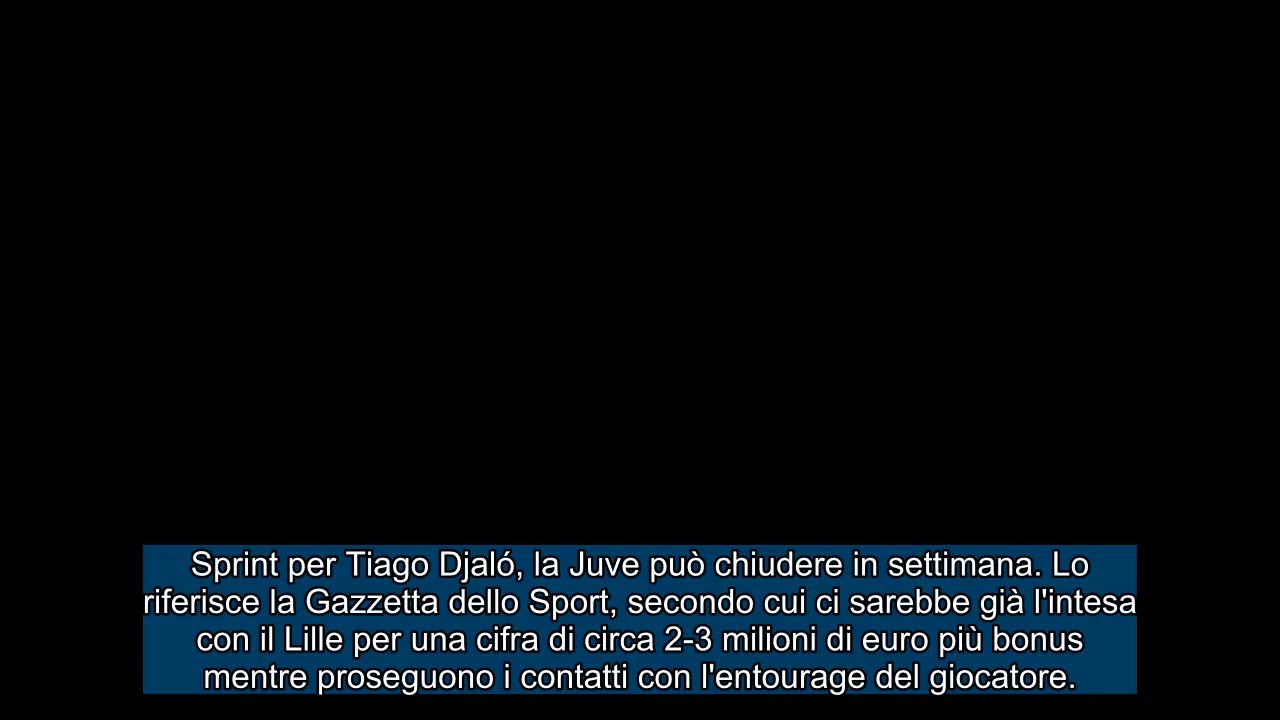 Sprint per Tiago Djaló, la Juve può chiudere in settimana. Lo
riferisce la Gazzetta dello Sport, secondo cui ci sarebbe già l'intesa
con il Lille per una cifra di circa 2-3 milioni di euro più bonus
mentre proseguono i contatti con l'entourage del giocatore.